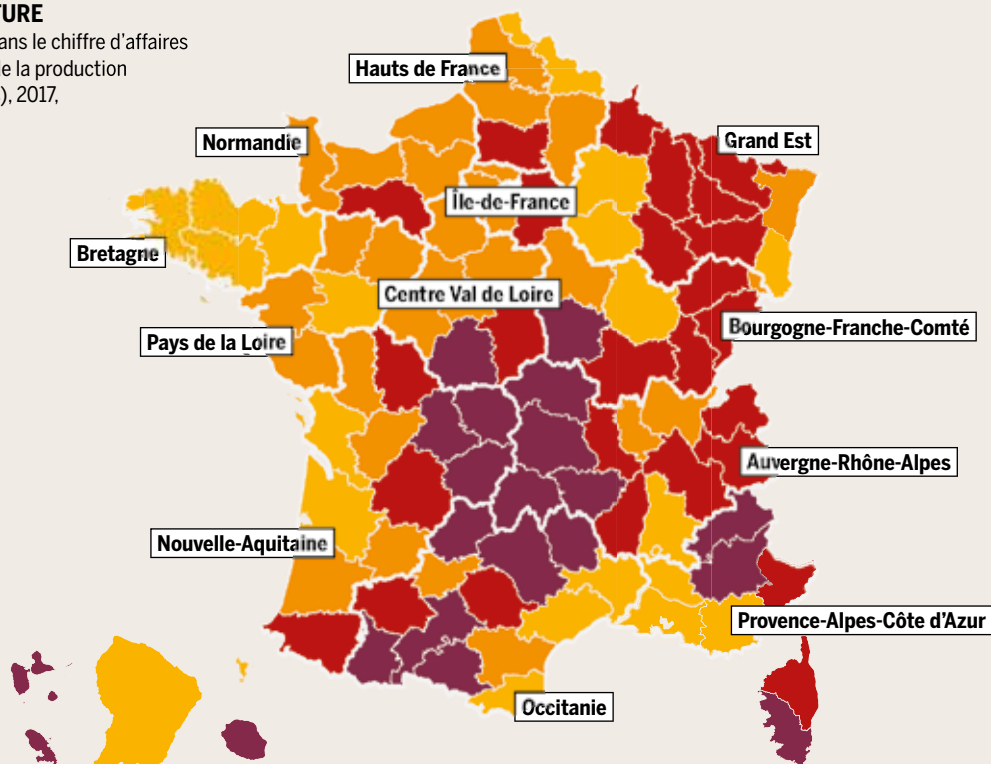 TURE
ans le chiffre d'affaires
de la production
), 2017,
Hauts de France
Normandie
Grand Est
Île-de-France
Bretagne
Centre Val de Loire
Bourgogne-Franche-Comté
Pays de la Loire
Auvergne-Rhône-Alpes
Nouvelle-Aquitaine
Provence-Alpes-Côte d'Azur
Occitanie